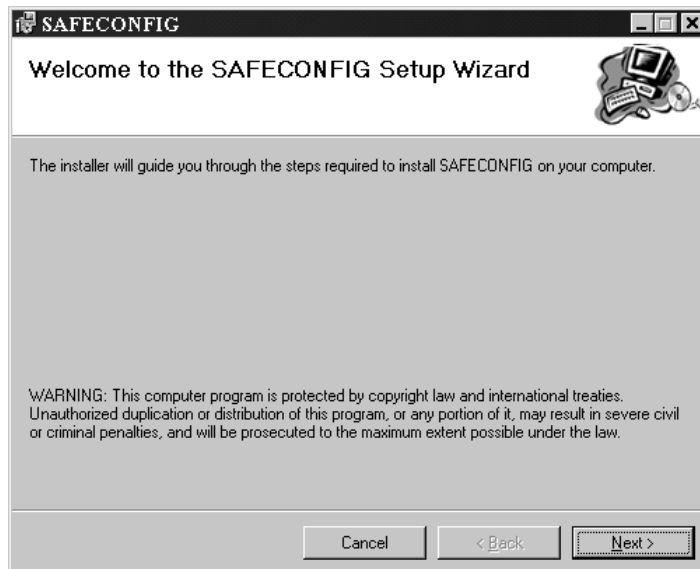 SAFECONFIG
Welcome to the SAFECONFIG Setup Wizard
The installer will guide you through the steps required to install SAFECONFIG on your computer.
WARNING: This computer program is protected by copyright law and international treaties.
Unauthorized duplication or distribution of this program, or any portion of it, may result in severe civil
or criminal penalties, and will be prosecuted to the maximum extent possible under the law.
Cancel < Back Next >